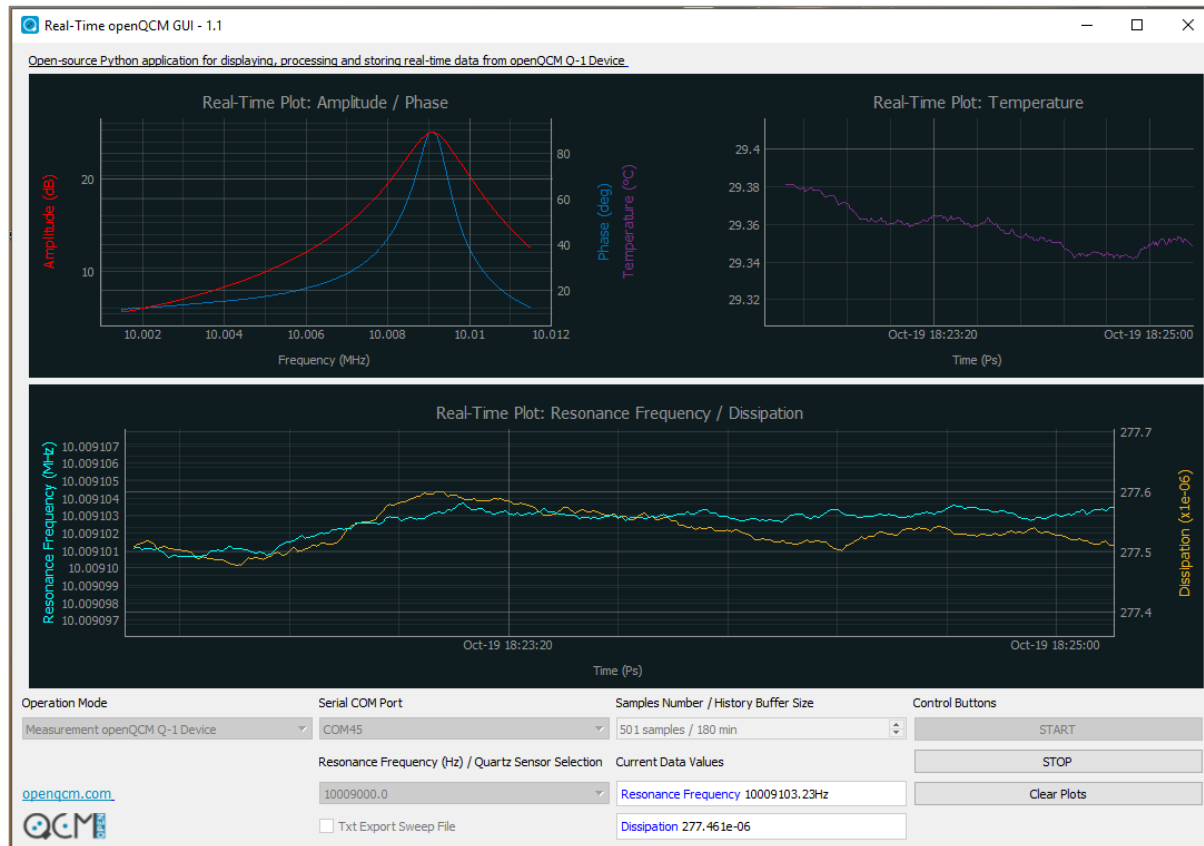 Real-Time openQCM GUI - 1.1
Open-source Python application for displaying, processing and storing real-time data from openQCM Q-1 Device
Real-Time Plot: Amplitude / Phase
Amplitude (dB)
20
10
80
60
40
20
Phase (deg)
10.002 10.004 10.006 10.008 10.01 10.012
Frequency (MHz)
Real-Time Plot: Temperature
Temperature (°C)
29.4
29.38
29.36
29.34
29.32
Oct-19 18:23:20 Oct-19 18:25:00
Time (Ps)
Real-Time Plot: Resonance Frequency / Dissipation
Resonance Frequency (MHz)
10.009107
10.009106
10.009105
10.009104
10.009103
10.009102
10.009101
10.00910
10.009099
10.009098
10.009097
277.7
277.6
277.5
277.4
Dissipation (x1e-06)
Oct-19 18:23:20 Oct-19 18:25:00
Time (Ps)
Operation Mode
Measurement openQCM Q-1 Device
Serial COM Port
COM45
Samples Number / History Buffer Size
501 samples / 180 min
Control Buttons
START
STOP
Clear Plots
Resonance Frequency (Hz) / Quartz Sensor Selection
10009000.0
Txt Export Sweep File
Current Data Values
Resonance Frequency 10009103.23Hz
Dissipation 277.461e-06
openqcm.com
QCM OPEN